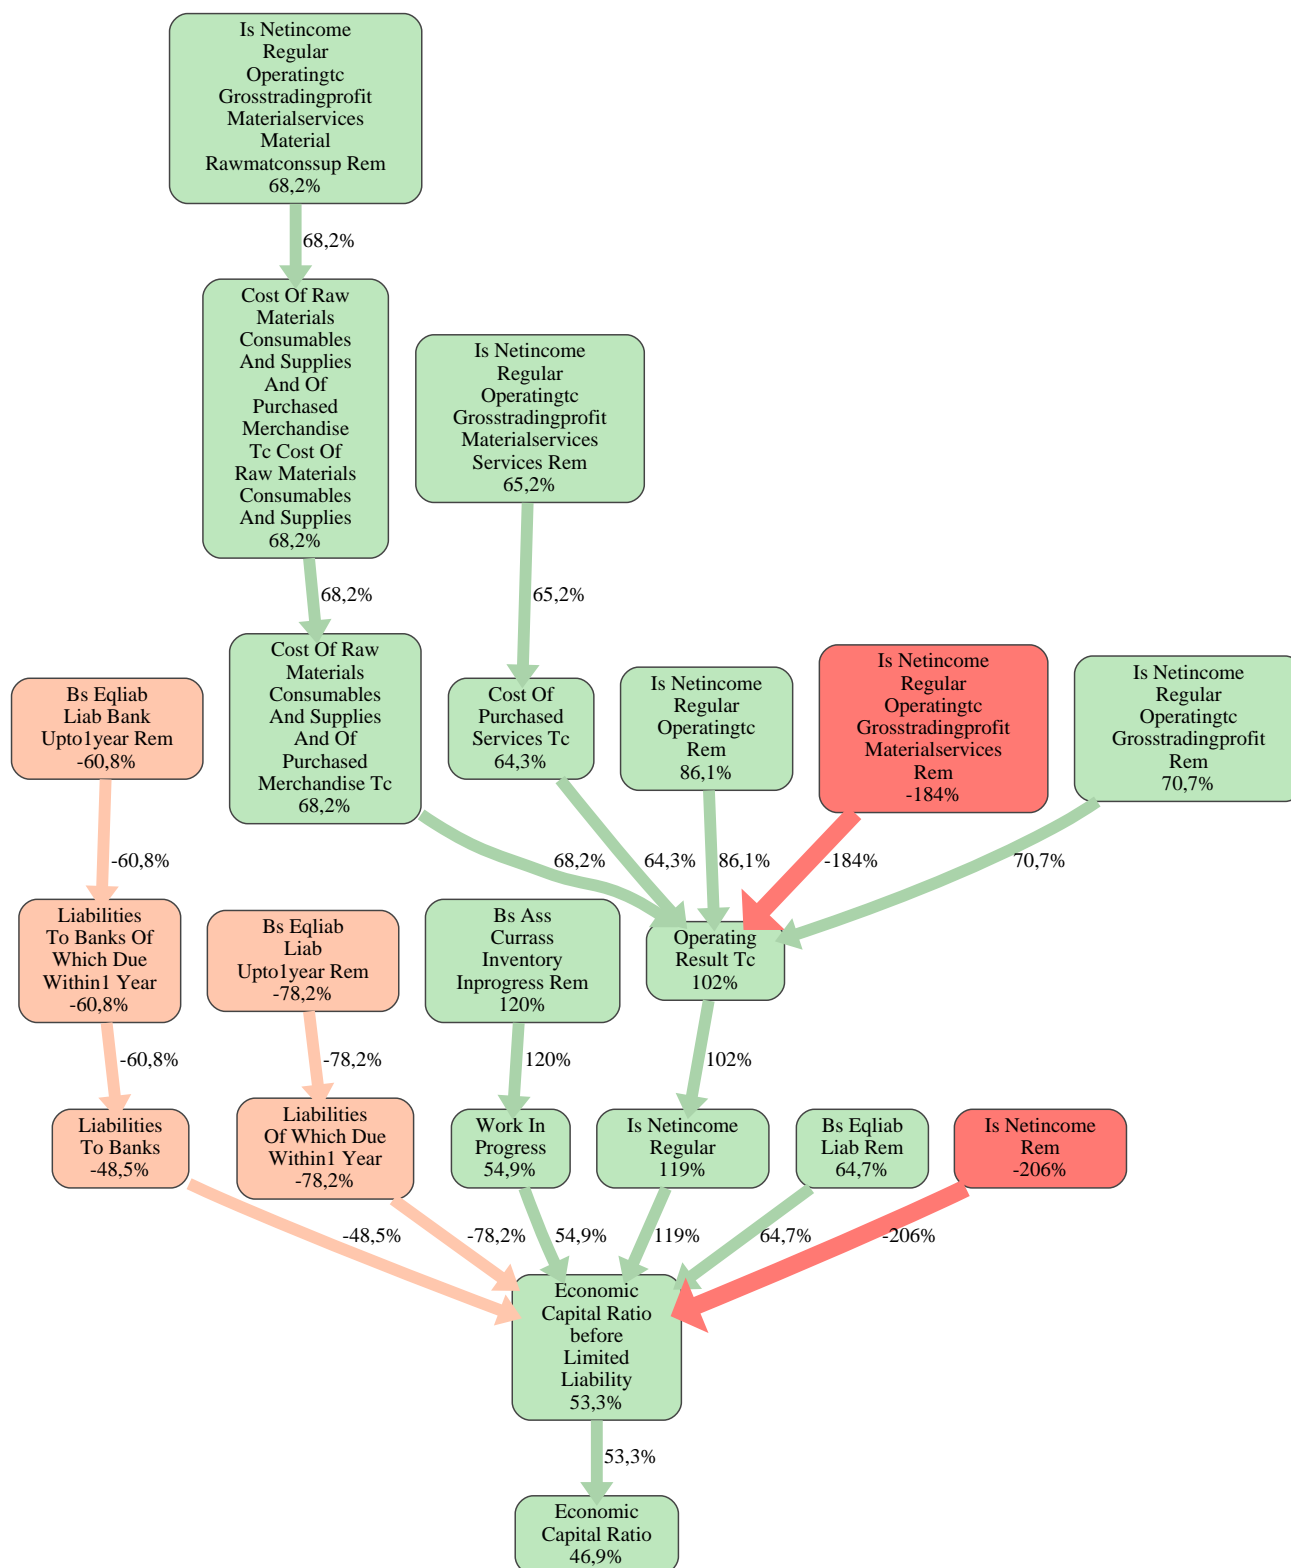 Is Netincome
Regular
Operatingtc
Grosstradingprofit
Materialservices
Material
Rawmatconssup Rem
68,2%
68,2%
Cost Of Raw
Materials
Consumables
And Supplies
And Of
Purchased
Merchandise
Tc Cost Of
Raw Materials
Consumables
And Supplies
68,2%
Is Netincome
Regular
Operatingtc
Grosstradingprofit
Materialservices
Services Rem
65,2%
68,2%
65,2%
Bs Eqliab
Liab Bank
Upto1year Rem
-60,8%
Cost Of Raw
Materials
Consumables
And Supplies
And Of
Purchased
Merchandise Tc
68,2%
Cost Of
Purchased
Services Tc
64,3%
Is Netincome
Regular
Operatingtc
Rem
86,1%
Is Netincome
Regular
Operatingtc
Grosstradingprofit
Materialservices
Rem
-184%
Is Netincome
Regular
Operatingtc
Grosstradingprofit
Rem
70,7%
-60,8%
68,2%
64,3%
86,1%
-184%
70,7%
Liabilities
To Banks Of
Which Due
Within1 Year
-60,8%
Bs Eqliab
Liab
Upto1year Rem
-78,2%
Bs Ass
Currass
Inventory
Inprogress Rem
120%
Operating
Result Tc
102%
-60,8%
-78,2%
120%
102%
Liabilities
To Banks
-48,5%
Liabilities
Of Which Due
Within1 Year
-78,2%
Work In
Progress
54,9%
Is Netincome
Regular
119%
Bs Eqliab
Liab Rem
64,7%
Is Netincome
Rem
-206%
-48,5%
-78,2%
54,9%
119%
64,7%
-206%
Economic
Capital Ratio
before
Limited
Liability
53,3%
53,3%
Economic
Capital Ratio
46,9%